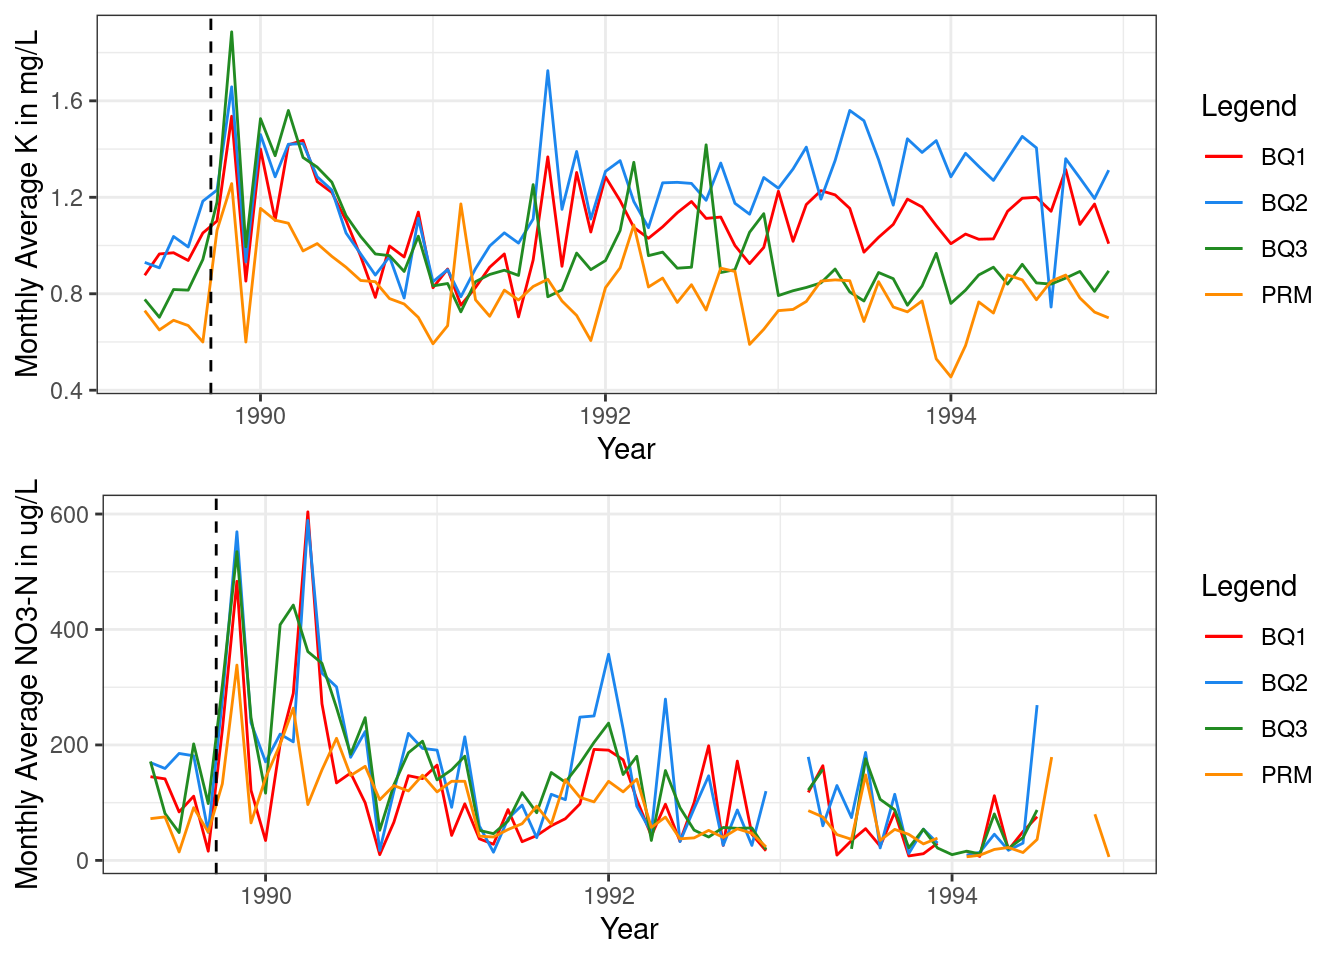 Monthly Average K in mg/L
1.6
1.2
0.8
0.4
1990
1992
1994
Year
Legend
BQ1
BQ2
BQ3
PRM
Monthly Average NO3-N in ug/L
600
400
200
0
1990
1992
1994
Year
Legend
BQ1
BQ2
BQ3
PRM